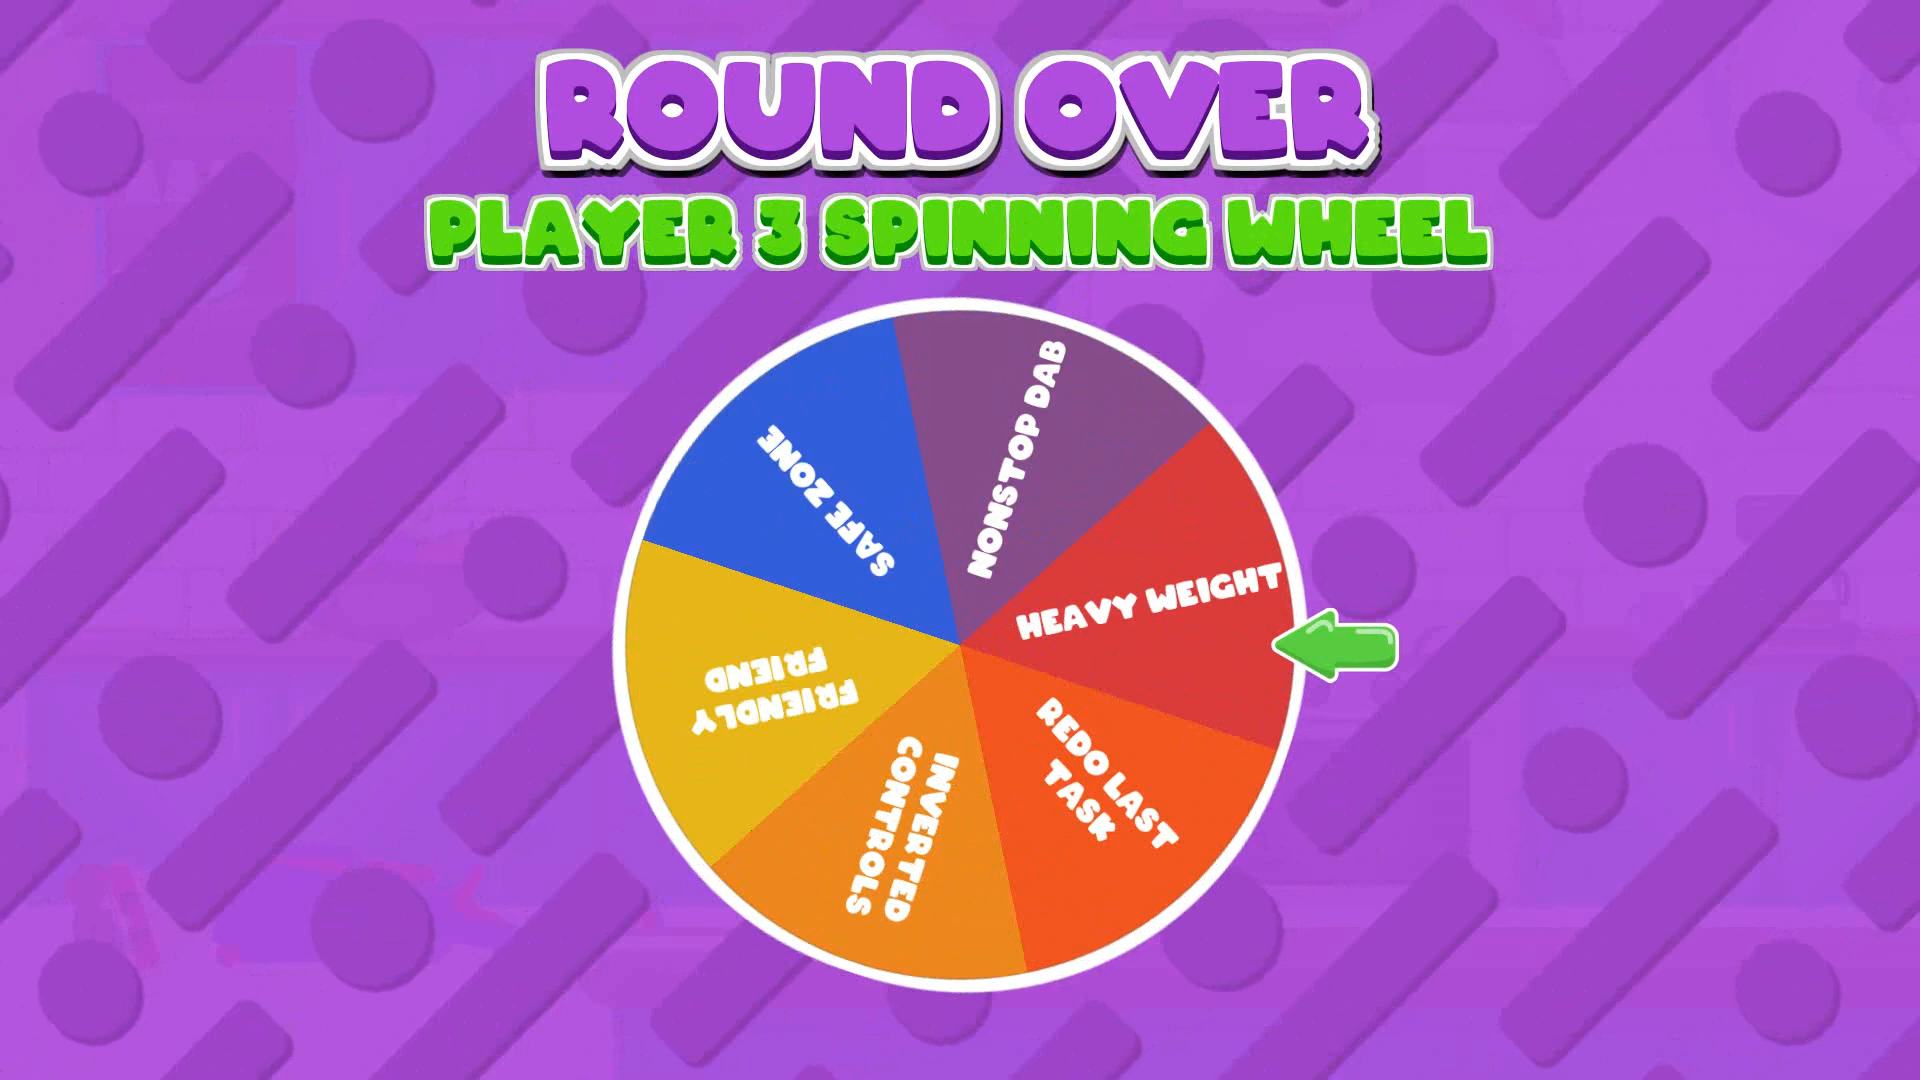 ROUND OVER
PLAYER 3 SPINNING WHEEL
NONSTOP DAB
HEAVY WEIGHT
REDO LAST
TASK
INVERTED
CONTROLS
FRIENDLY
FRIEND
SAFE ZONE